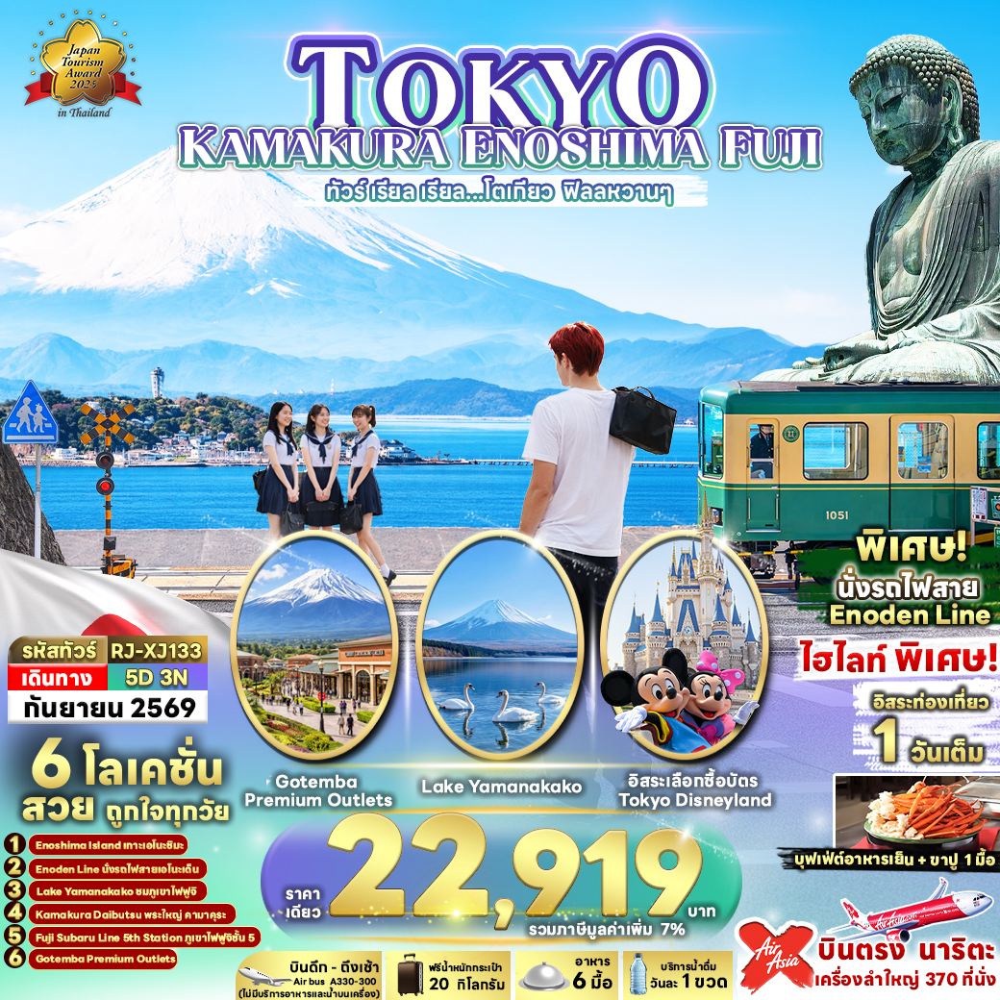 Japan
Tourism
Award
2025
in Thailand
TOKYO
KAMAKURA ENOSHIMA FUJI
ทัวร์ เรียล เรียล...โตเกียว ฟิลลหวานๆ
1051
พิเศษ!
นั่งรถไฟสาย
Enoden Line
ไฮไลท์ พิเศษ!
อิสระท่องเที่ยว
1 วันเต็ม
รหัสทัวร์ RJ-XJ133
เดินทาง 5D 3N
กันยายน 2569
6 โลเคชั่น
สวย ถูกใจทุกวัย
1 Enoshima Island เกาะเอโนะชิมะ
2 Enoden Line นั่งรถไฟสายเอโนะเด็น
3 Lake Yamanakako ชมภูเขาไฟฟูจิ
4 Kamakura Daibutsu พระใหญ่ คามาคุระ
5 Fuji Subaru Line 5th Station ภูเขาไฟฟูจิชั้น 5
6 Gotemba Premium Outlets
Gotemba
Premium Outlets
Lake Yamanakako
อิสระเลือกซื้อบัตร
Tokyo Disneyland
บุฟเฟ่ต์อาหารเย็น + ขาปู 1 มื้อ
ราคา
เดียว
22,919
บาท
รวมภาษีมูลค่าเพิ่ม 7%
บินดึก - ถึงเช้า
Air bus A330-300
(ไม่มีบริการอาหารและน้ำบนเครื่อง)
ฟรีน้ำหนักกระเป๋า
20 กิโลกรัม
อาหาร
6 มื้อ
บริการน้ำดื่ม
วันละ 1 ขวด
AirAsia.com
Air
Asia
บินตรง นาริตะ
เครื่องลำใหญ่ 370 ที่นั่ง